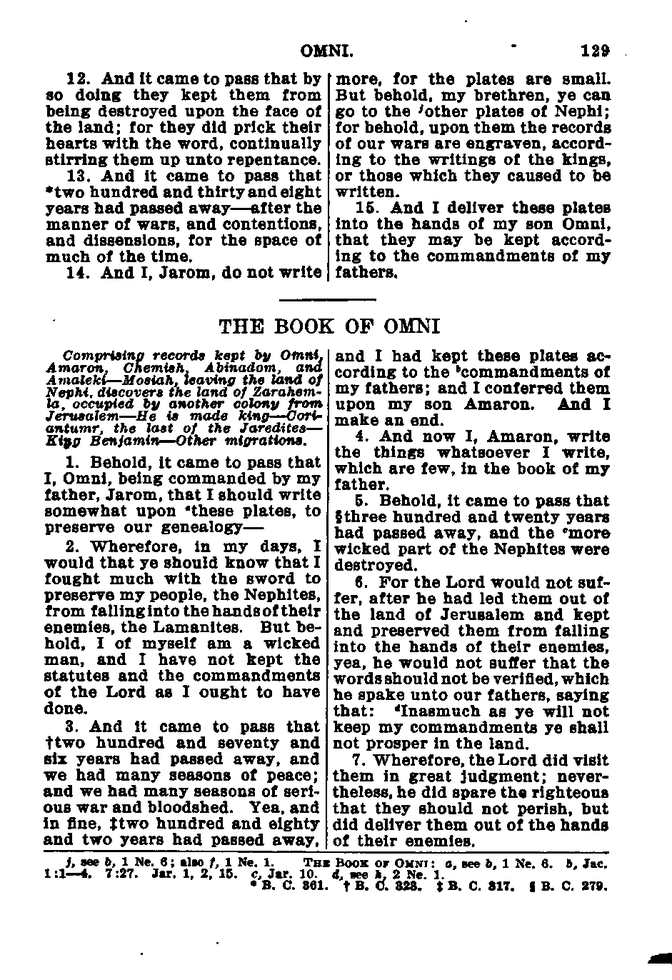 OMNI. 129
12. And it came to pass that by
so doing they kept them from
being destroyed upon the face of
the land; for they did prick their
hearts with the word, continually
stirring them up unto repentance.
13. And it came to pass that
*two hundred and thirty and eight
years had passed away—after the
manner of wars, and contentions,
and dissensions, for the space of
much of the time.
14. And I, Jarom, do not write
more, for the plates are small.
But behold, my brethren, ye can
go to the jother plates of Nephi;
for behold, upon them the records
of our wars are engraven, accord-
ing to the writings of the kings,
or those which they caused to be
written.
15. And I deliver these plates
into the hands of my son Omni,
that they may be kept accord-
ing to the commandments of my
fathers.
THE BOOK OF OMNI
Comprising records kept by Omni,
Amaron, Chemish, Abinadom, and
Amaleki—Mosiah, leaving the land of
Nephi, discovers the land of Zarahem-
la, occupied by another colony from
Jerusalem—He is made king—Cori-
antumr, the last of the Jaredites—
King Benjamin—Other migrations.
1. Behold, it came to pass that
I, Omni, being commanded by my
father, Jarom, that I should write
somewhat upon athese plates, to
preserve our genealogy—
2. Wherefore, in my days, I
would that ye should know that I
fought much with the sword to
preserve my people, the Nephites,
from falling into the hands of their
enemies, the Lamanites. But be-
hold, I of myself am a wicked
man, and I have not kept the
statutes and the commandments
of the Lord as I ought to have
done.
3. And it came to pass that
†two hundred and seventy and
six years had passed away, and
we had many seasons of peace;
and we had many seasons of seri-
ous war and bloodshed. Yea, and
in fine, ‡two hundred and eighty
and two years had passed away,
and I had kept these plates ac-
cording to the bcommandments of
my fathers; and I conferred them
upon my son Amaron. And I
make an end.
4. And now I, Amaron, write
the things whatsoever I write,
which are few, in the book of my
father.
5. Behold, it came to pass that
§three hundred and twenty years
had passed away, and the cmore
wicked part of the Nephites were
destroyed.
6. For the Lord would not suf-
fer, after he had led them out of
the land of Jerusalem and kept
and preserved them from falling
into the hands of their enemies,
yea, he would not suffer that the
words should not be verified, which
he spake unto our fathers, saying
that: dInasmuch as ye will not
keep my commandments ye shall
not prosper in the land.
7. Wherefore, the Lord did visit
them in great judgment; never-
theless, he did spare the righteous
that they should not perish, but
did deliver them out of the hands
of their enemies.
j, see b, 1 Ne. 6; also f, 1 Ne. 1. THE BOOK OF OMNI: a, see b, 1 Ne. 6. b, Jac.
1:1—4. 7:27. Jar. 1, 2, 15. c, Jar. 10. d, see h, 2 Ne. 1.
* B. C. 361. † B. C. 323. ‡ B. C. 317. § B. C. 279.